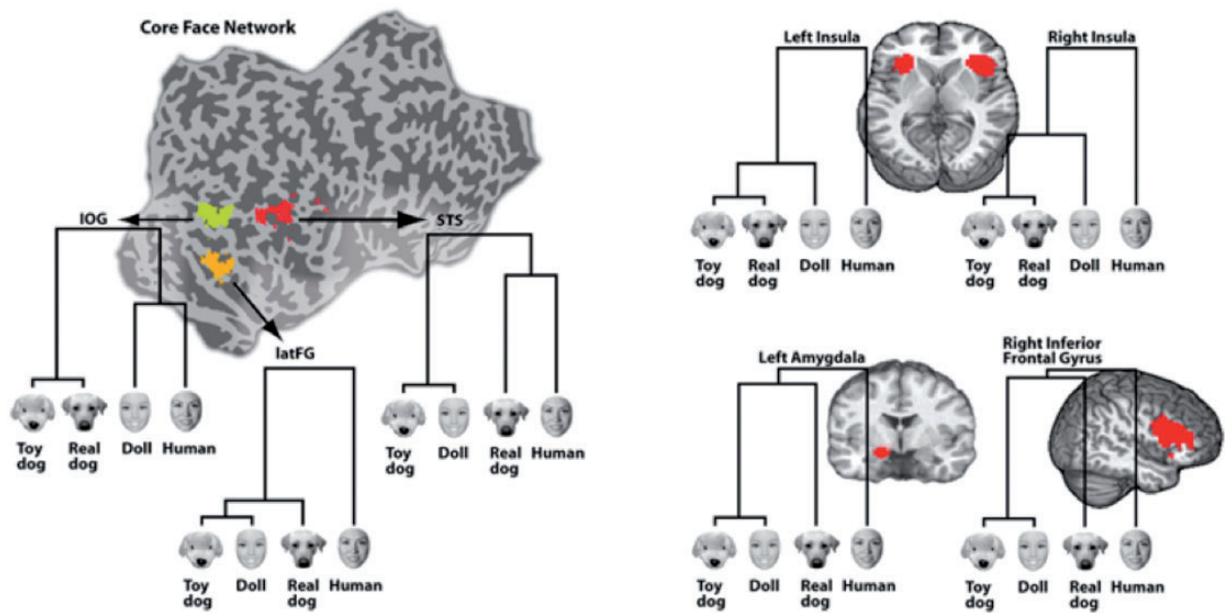 Core Face Network
IOG
STS
latFG
Toy dog
Real dog
Doll
Human
Toy dog
Doll
Real dog
Human
Toy dog
Doll
Real dog
Human
Left Insula
Right Insula
Toy dog
Real dog
Doll
Human
Toy dog
Real dog
Doll
Human
Left Amygdala
Right Inferior
Frontal Gyrus
Toy dog
Doll
Real dog
Human
Toy dog
Doll
Real dog
Human